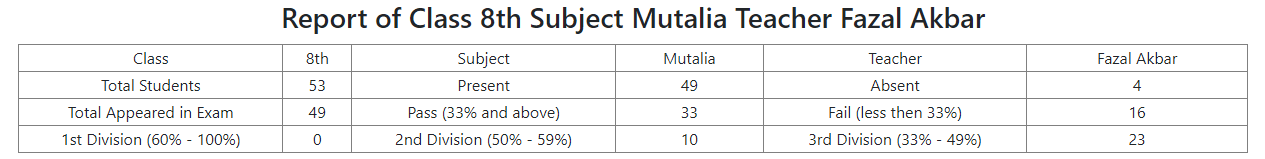 Report of Class 8th Subject Mutalia Teacher Fazal Akbar
Class 8th Subject Mutalia Teacher Fazal Akbar
Total Students 53 Present 49 Absent 4
Total Appeared in Exam 49 Pass (33% and above) 33 Fail (less then 33%) 16
1st Division (60% - 100%) 0 2nd Division (50% - 59%) 10 3rd Division (33% - 49%) 23